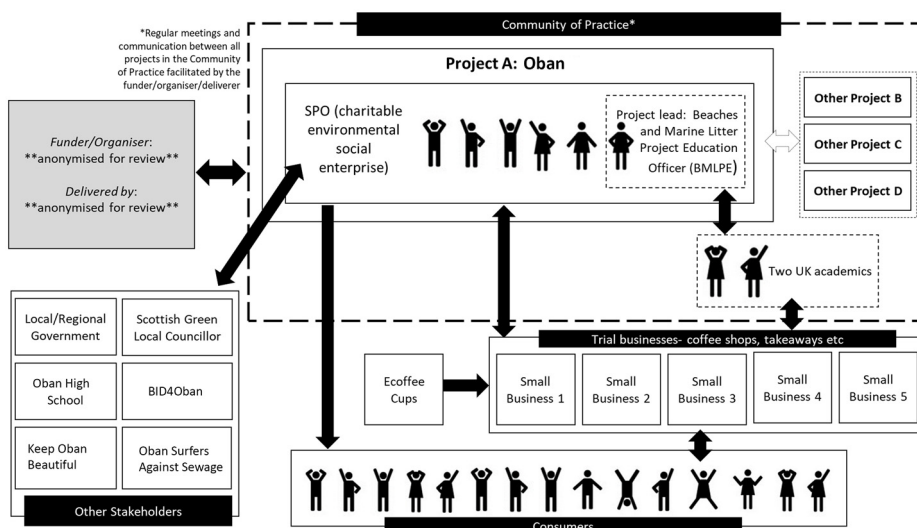 Community of Practice*
*Regular meetings and
communication between all
projects in the Community
of Practice facilitated by the
funder/organiser/deliverer
Project A: Oban
SPO (charitable
environmental
social
enterprise)
Project lead: Beaches
and Marine Litter
Project Education
Officer (BMLPE)
Other Project B
Other Project C
Other Project D
Funder/Organiser:
**anonymised for review**
Delivered by:
**anonymised for review**
Two UK academics
Local/Regional
Government
Scottish Green
Local Councillor
Oban High
School
BID4Oban
Keep Oban
Beautiful
Oban Surfers
Against Sewage
Other Stakeholders
Trial businesses- coffee shops, takeaways etc
Ecoffee
Cups
Small
Business 1
Small
Business 2
Small
Business 3
Small
Business 4
Small
Business 5
Consumers